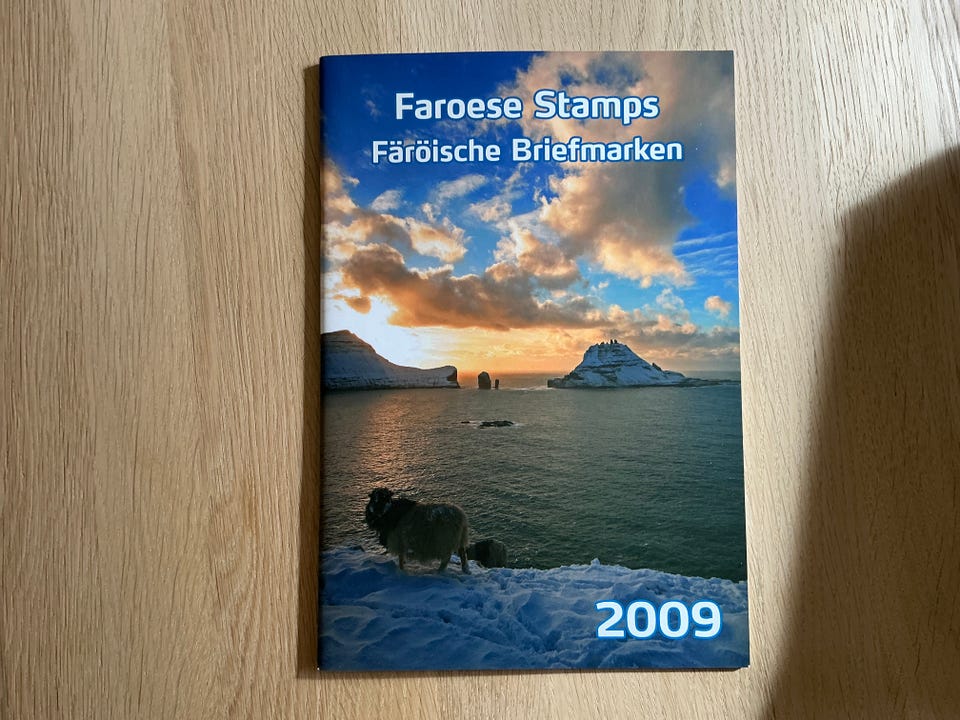 Faroese Stamps
Färöische Briefmarken
2009